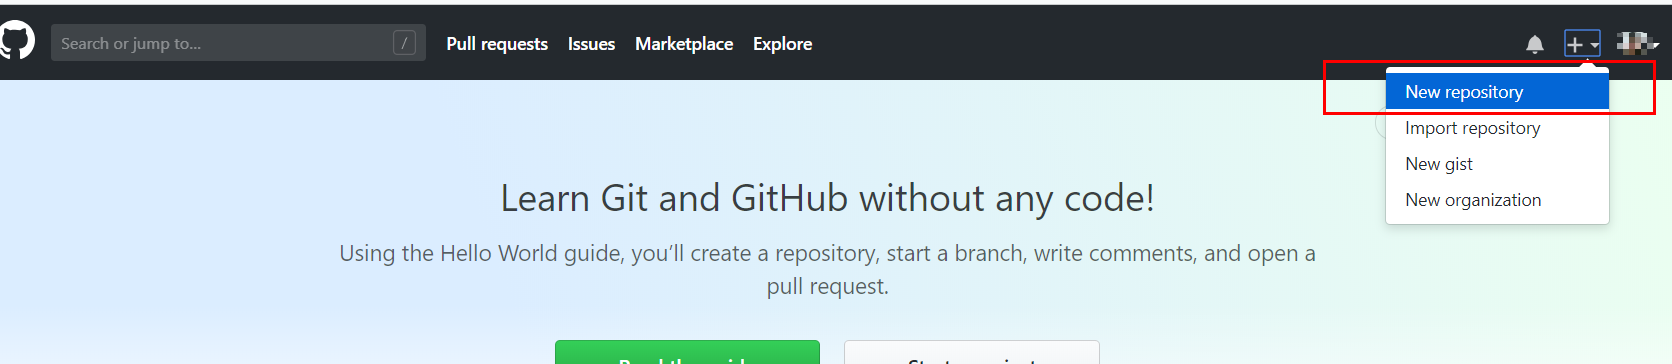 Search or jump to...
/
Pull requests
Issues
Marketplace
Explore
New repository
Import repository
New gist
New organization
Learn Git and GitHub without any code!
Using the Hello World guide, you’ll create a repository, start a branch, write comments, and open a
pull request.